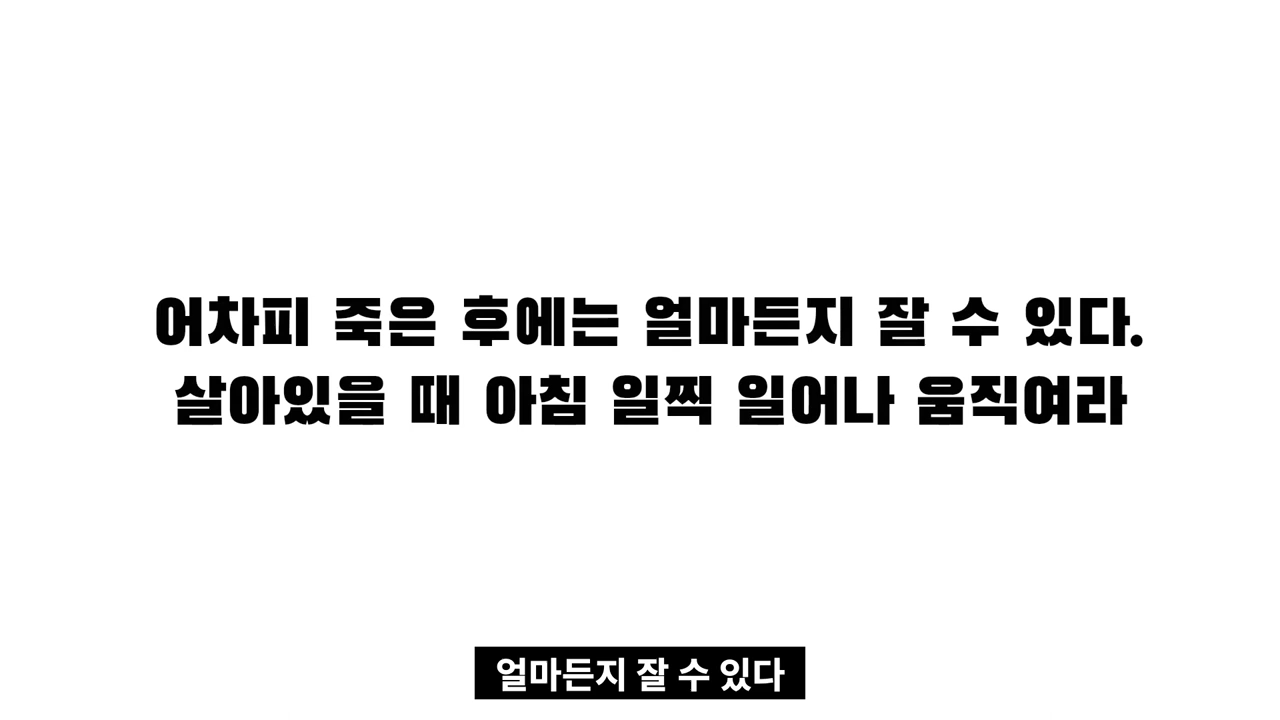 어차피 죽은 후에는 얼마든지 잘 수 있다.
살아있을 때 아침 일찍 일어나 움직여라
얼마든지 잘 수 있다